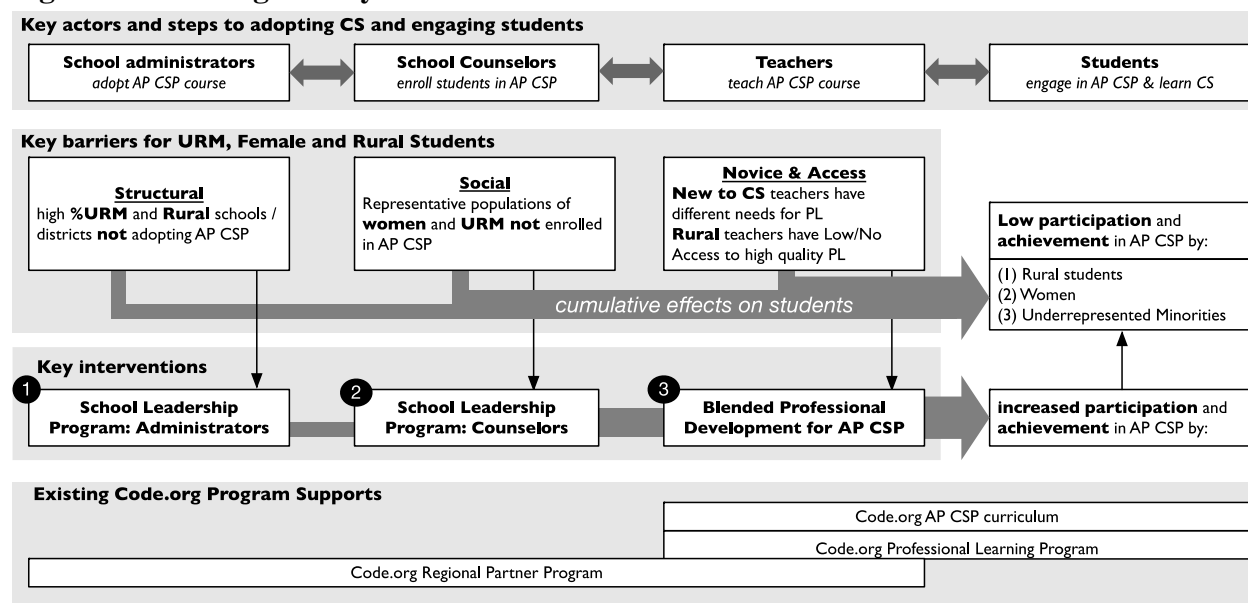 Key actors and steps to adopting CS and engaging students
School administrators
adopt AP CSP course
School Counselors
enroll students in AP CSP
Teachers
teach AP CSP course
Students
engage in AP CSP & learn CS
Key barriers for URM, Female and Rural Students
Structural
high %URM and Rural schools /
districts not adopting AP CSP
Social
Representative populations of
women and URM not enrolled
in AP CSP
Novice & Access
New to CS teachers have
different needs for PL
Rural teachers have Low/No
Access to high quality PL
cumulative effects on students
Low participation and
achievement in AP CSP by:
(1) Rural students
(2) Women
(3) Underrepresented Minorities
Key interventions
1
School Leadership
Program: Administrators
2
School Leadership
Program: Counselors
3
Blended Professional
Development for AP CSP
increased participation and
achievement in AP CSP by:
Existing Code.org Program Supports
Code.org AP CSP curriculum
Code.org Professional Learning Program
Code.org Regional Partner Program